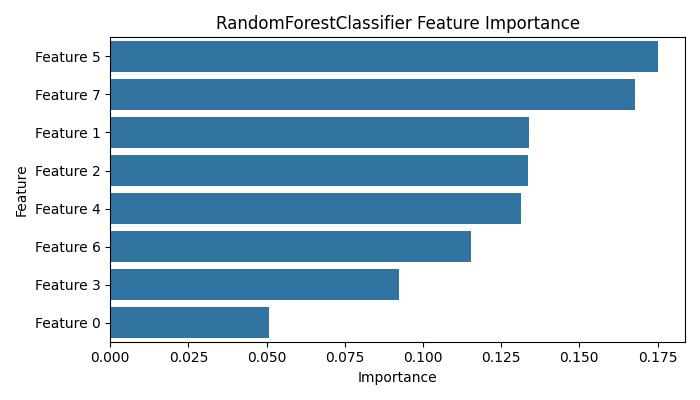 RandomForestClassifier Feature Importance
Feature 5
Feature 7
Feature 1
Feature 2
Feature 4
Feature 6
Feature 3
Feature 0
Feature
0.000 0.025 0.050 0.075 0.100 0.125 0.150 0.175
Importance